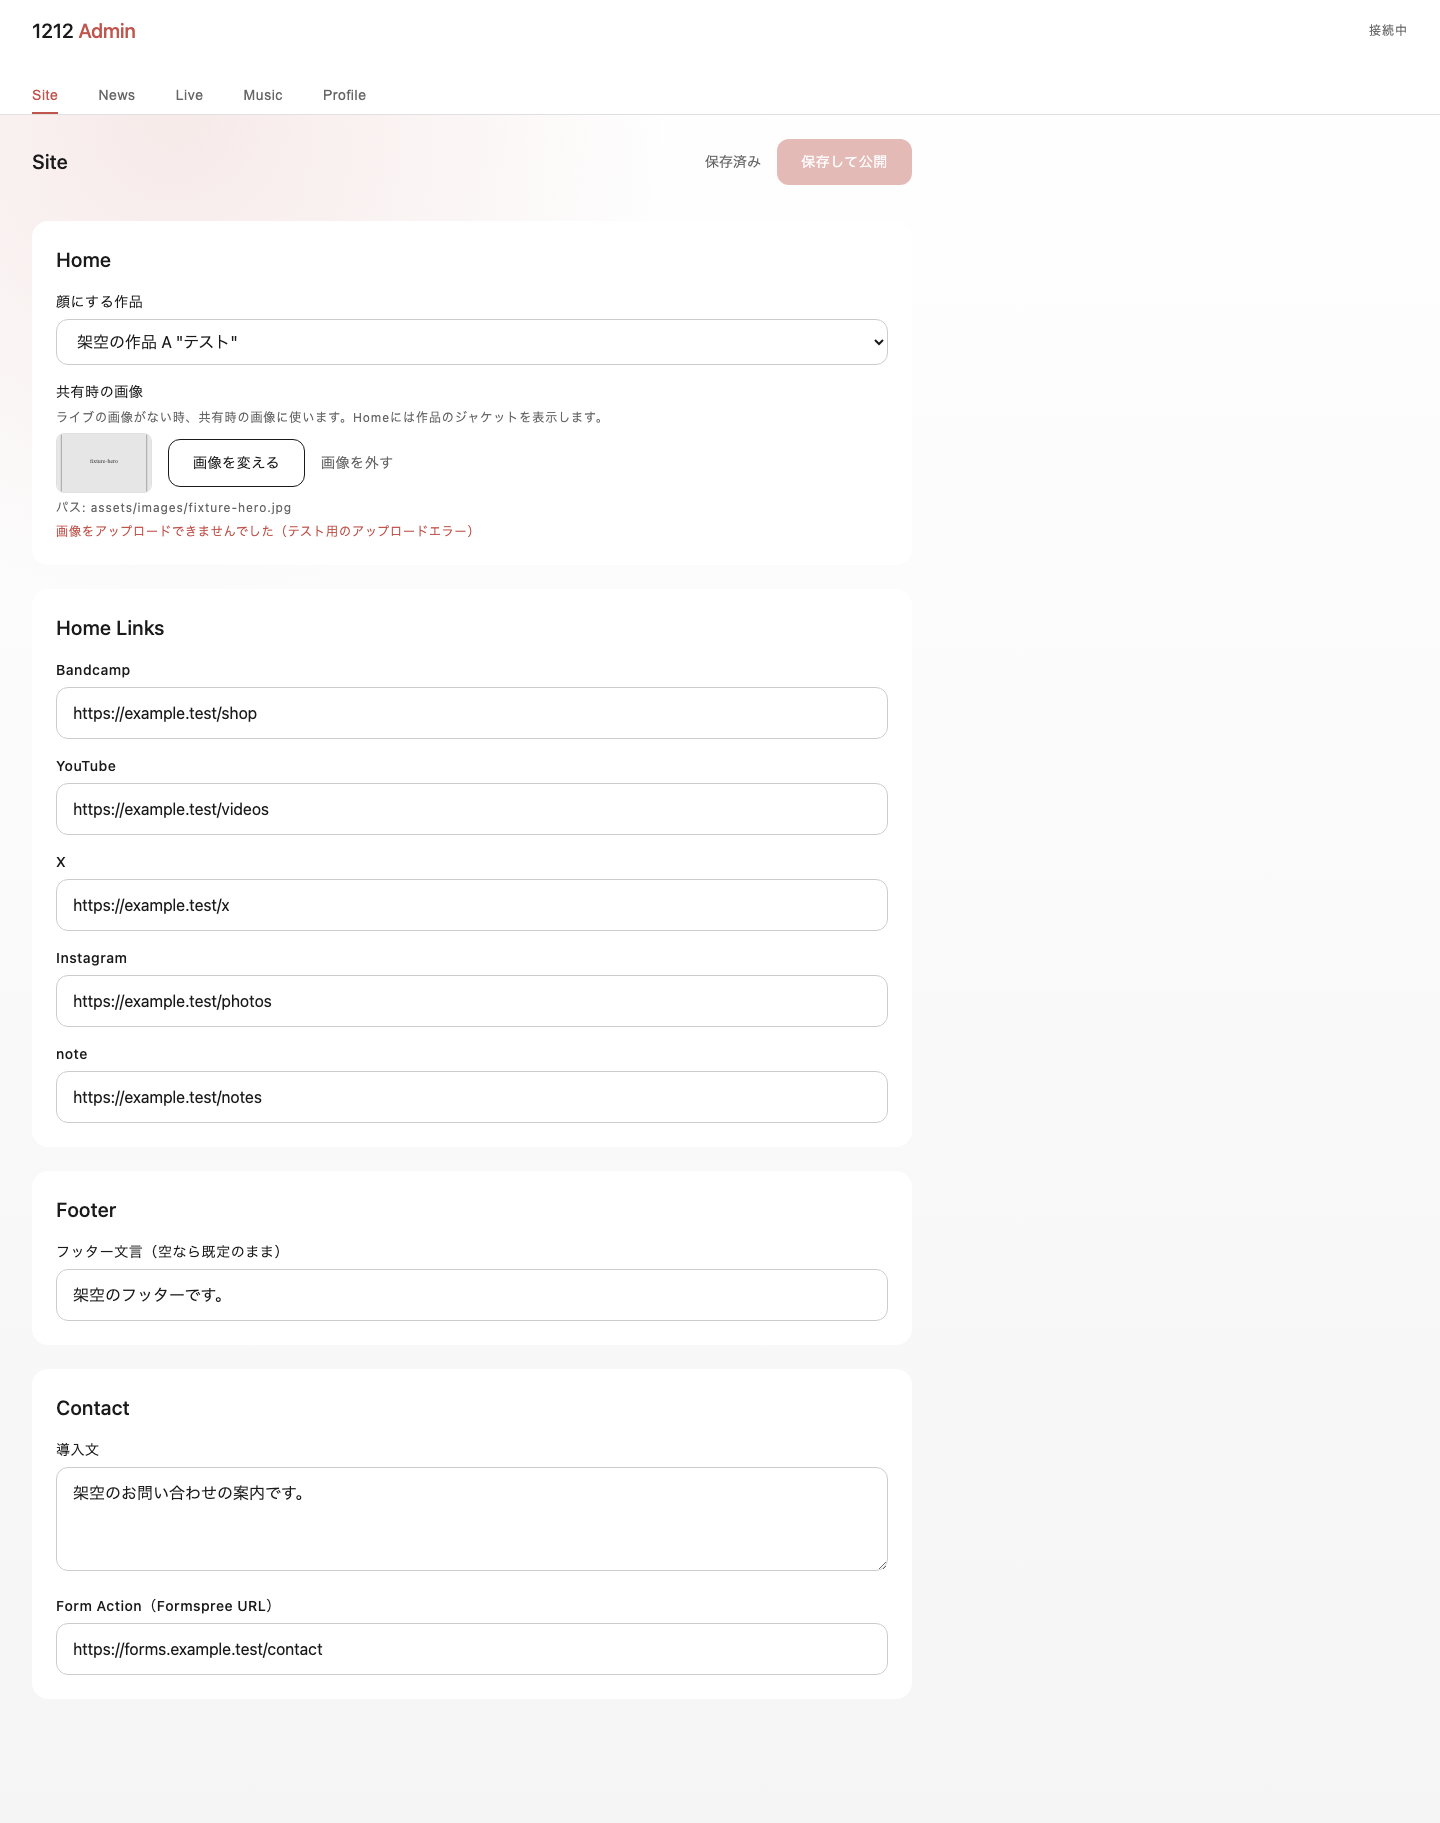 1212 Admin
接続中
Site
News
Live
Music
Profile
Site
保存済み
保存して公開
Home
顔にする作品
架空の作品 A "テスト"
共有時の画像
ライブの画像がない時、共有時の画像に使います。Homeには作品のジャケットを表示します。
fixture-hero
画像を変える
画像を外す
パス: assets/images/fixture-hero.jpg
画像をアップロードできませんでした（テスト用のアップロードエラー）
Home Links
Bandcamp
https://example.test/shop
YouTube
https://example.test/videos
X
https://example.test/x
Instagram
https://example.test/photos
note
https://example.test/notes
Footer
フッター文言（空なら既定のまま）
架空のフッターです。
Contact
導入文
架空のお問い合わせの案内です。
Form Action（Formspree URL）
https://forms.example.test/contact